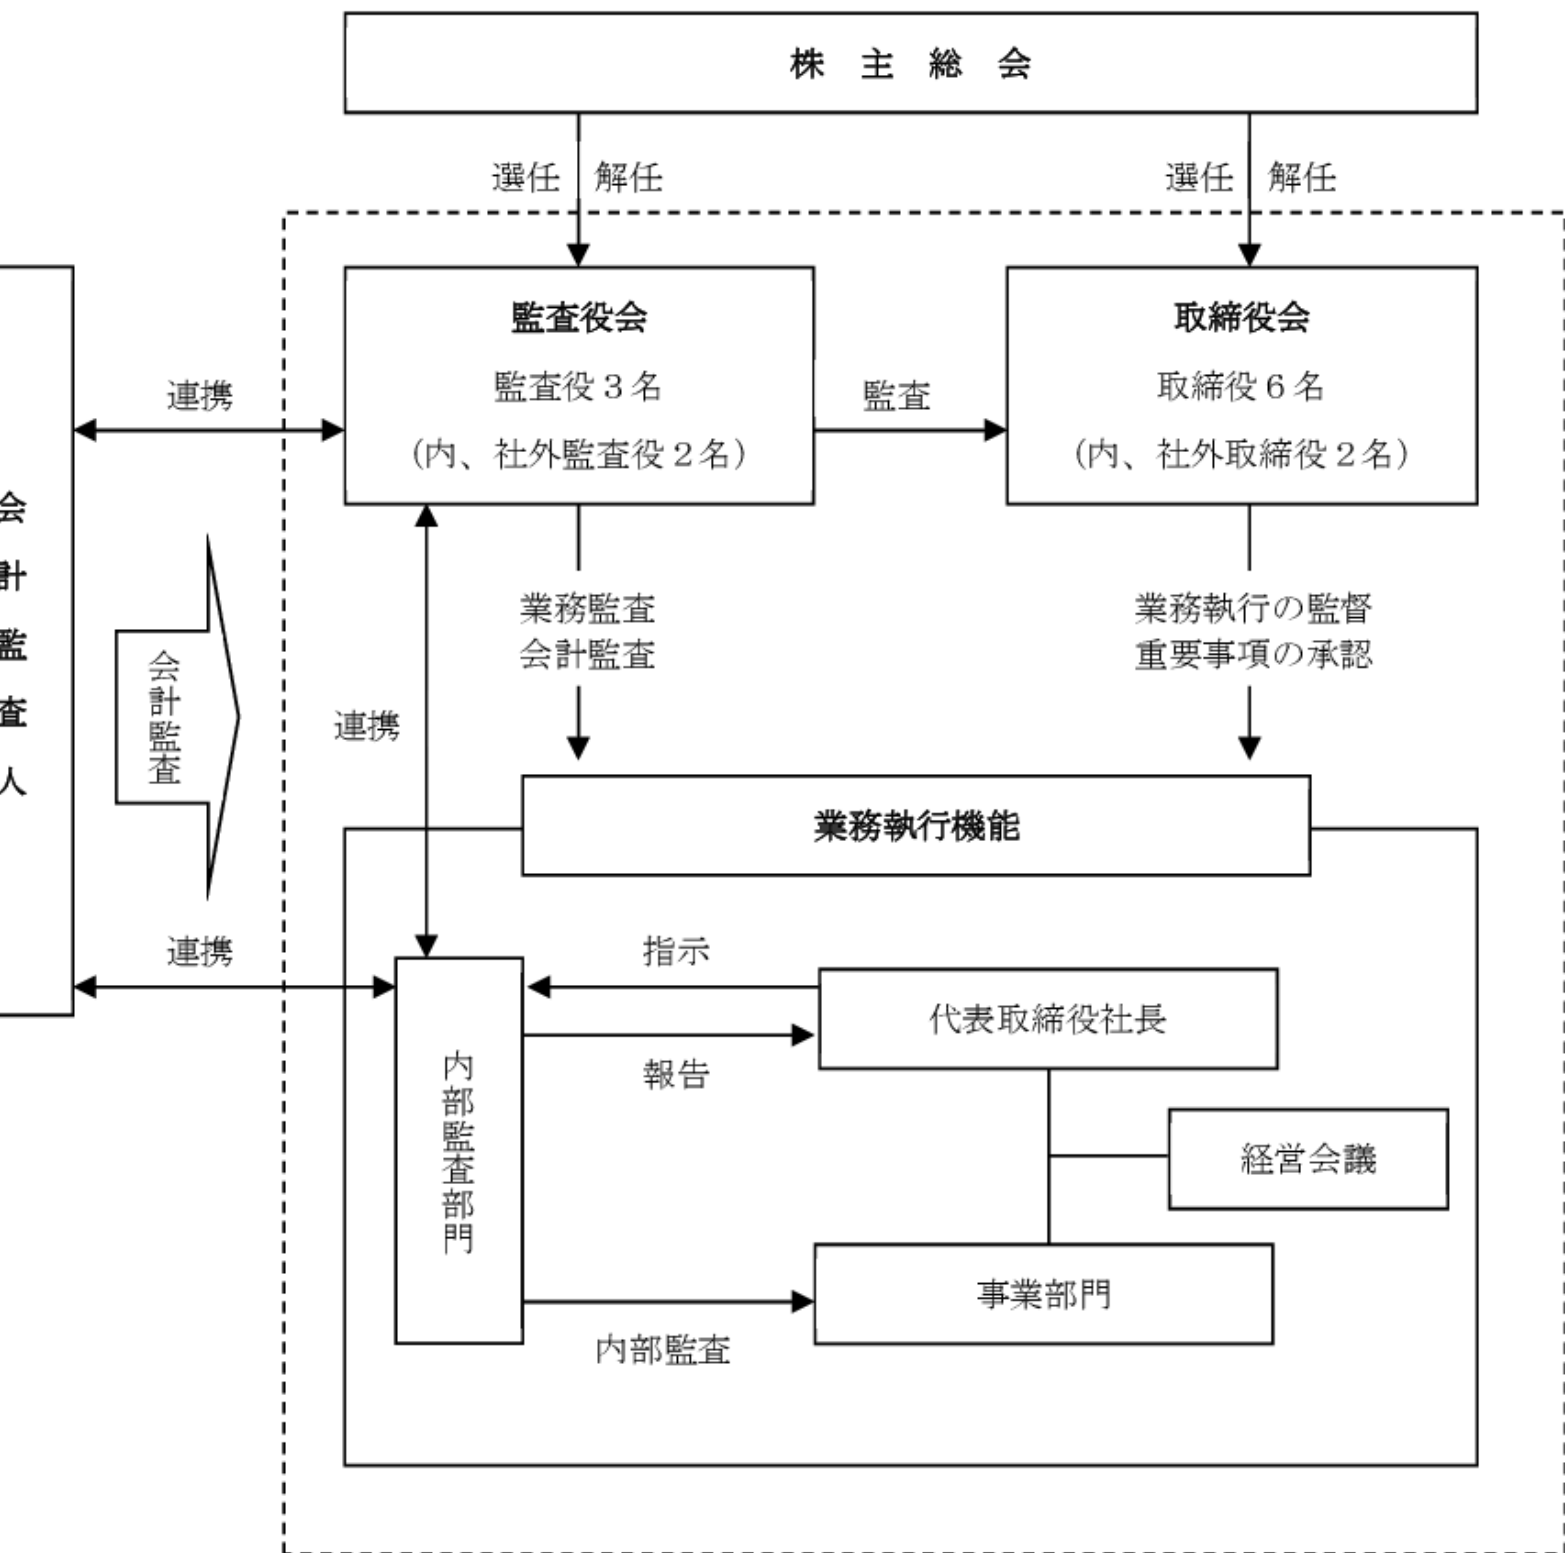 株 主 総 会
選任 解任
選任 解任
監査役会
監査役3名
(内、社外監査役2名)
監査
取締役会
取締役6名
(内、社外取締役2名)
連携
会計監査人
会計監査
業務監査
会計監査
業務執行の監督
重要事項の承認
連携
業務執行機能
連携
指示
報告
代表取締役社長
内部監査部門
経営会議
事業部門
内部監査